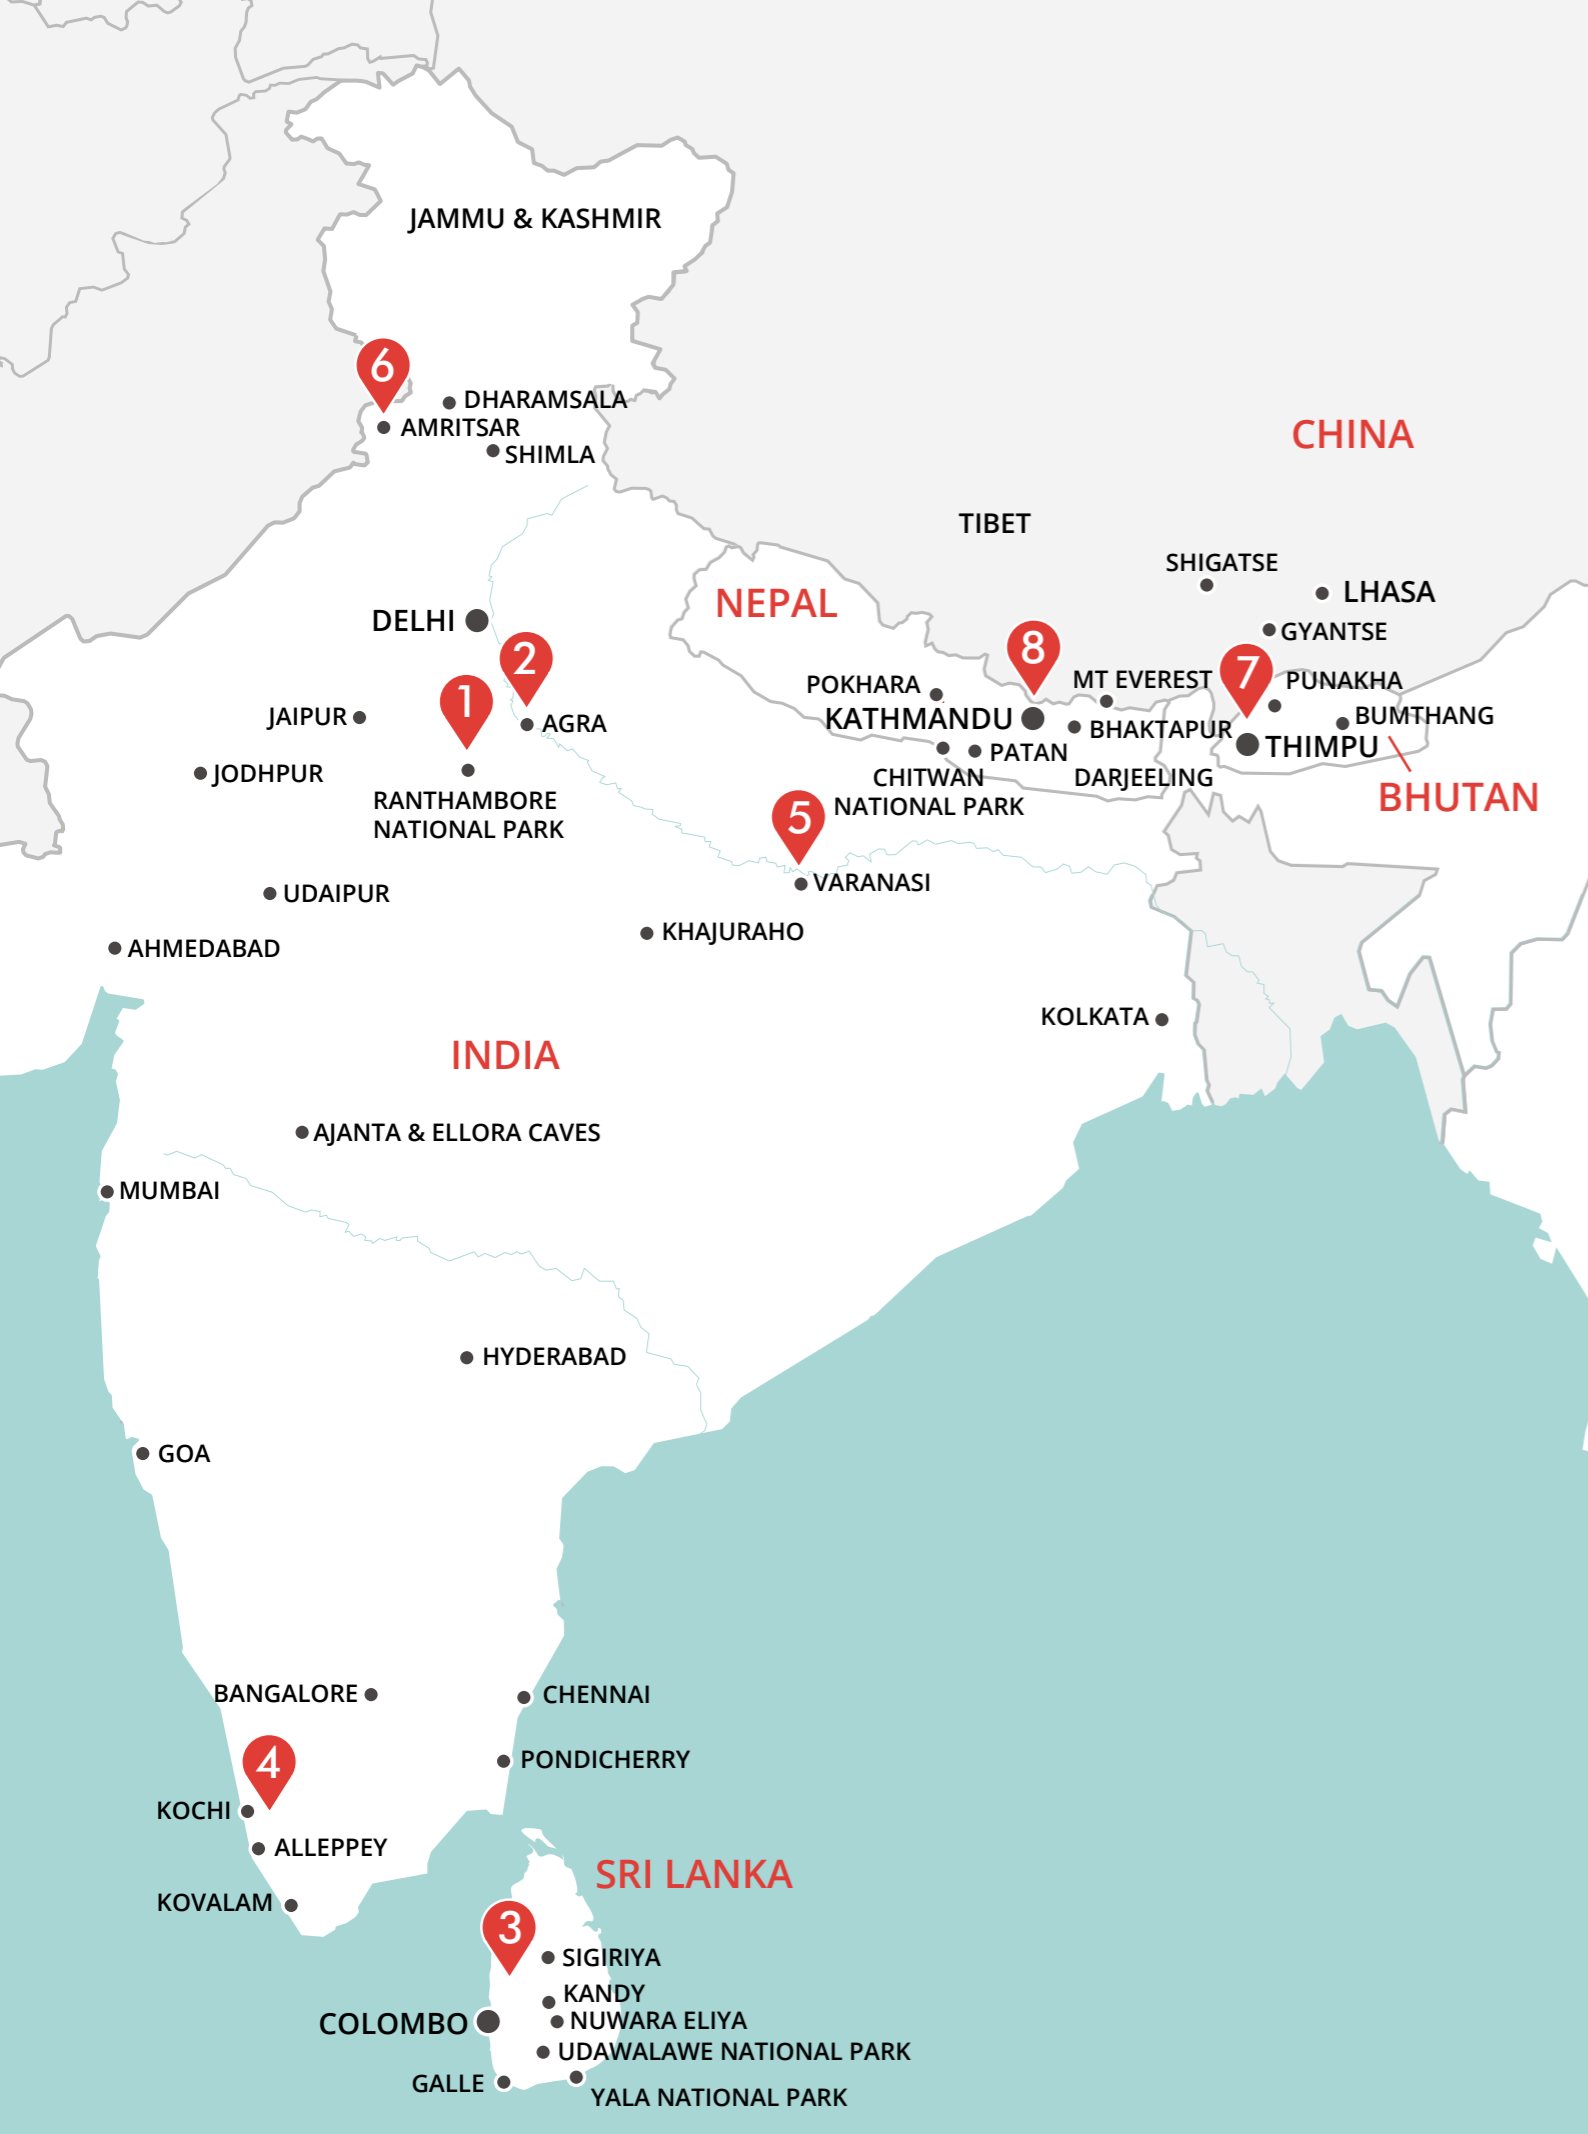 JAMMU & KASHMIR
6
DHARAMSALA
AMRITSAR
SHIMLA
CHINA
TIBET
SHIGATSE
LHASA
GYANTSE
NEPAL
DELHI
2
8
7
1
POKHARA
MT EVEREST
PUNAKHA
JAIPUR
AGRA
KATHMANDU
BHAKTAPUR
BUMTHANG
PATAN
THIMPU
JODHPUR
CHITWAN
NATIONAL PARK
DARJEELING
BHUTAN
RANTHAMBORE
NATIONAL PARK
5
VARANASI
UDAIPUR
KHAJURAHO
AHMEDABAD
KOLKATA
INDIA
AJANTA & ELLORA CAVES
MUMBAI
HYDERABAD
GOA
BANGALORE
CHENNAI
4
PONDICHERRY
KOCHI
ALLEPPEY
SRI LANKA
KOVALAM
3
SIGIRIYA
KANDY
COLOMBO
NUWARA ELIYA
UDAWALAWE NATIONAL PARK
GALLE
YALA NATIONAL PARK